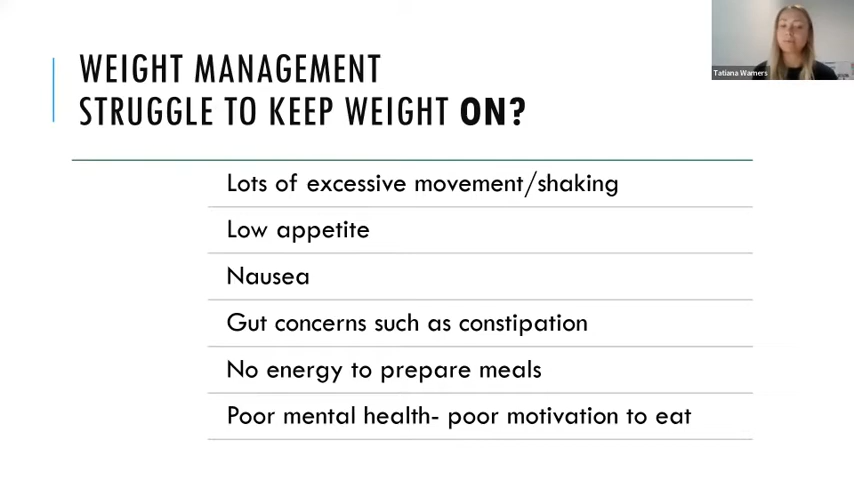 WEIGHT MANAGEMENT
STRUGGLE TO KEEP WEIGHT ON?
Tatiana Warners
Lots of excessive movement/shaking
Low appetite
Nausea
Gut concerns such as constipation
No energy to prepare meals
Poor mental health- poor motivation to eat